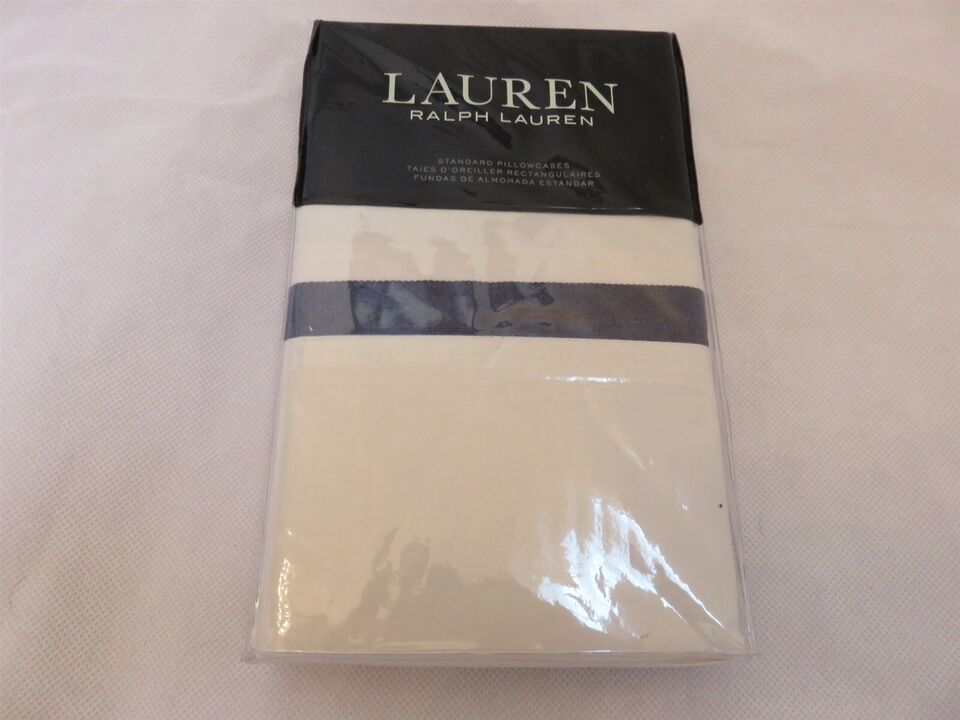 LAUREN
RALPH LAUREN
STANDARD PILLOWCASES
TAIES D'OREILLER RECTANGULAIRES
FUNDAS DE ALMOHADA ESTÁNDAR